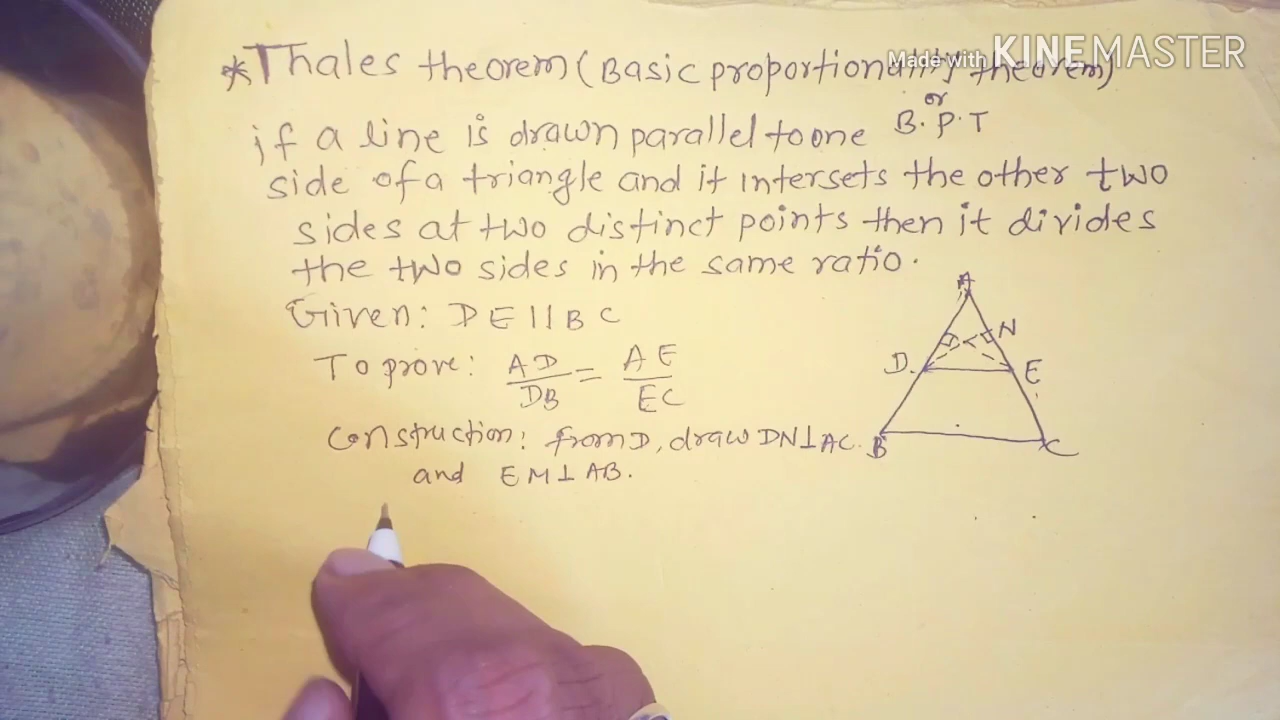 *Thales theorem (Basic proportionality theorem)
Made with KINEMASTER
or
B.P.T
if a line is drawn parallel to one
side of a triangle and it intersets the other two
sides at two distinct points then it divides
the two sides in the same ratio.
Given: DE||BC
To prove: AD/DB = AE/EC
Construction: from D, draw DN⊥AC.
and EM⊥AB.
A
N
D.
E
B
C